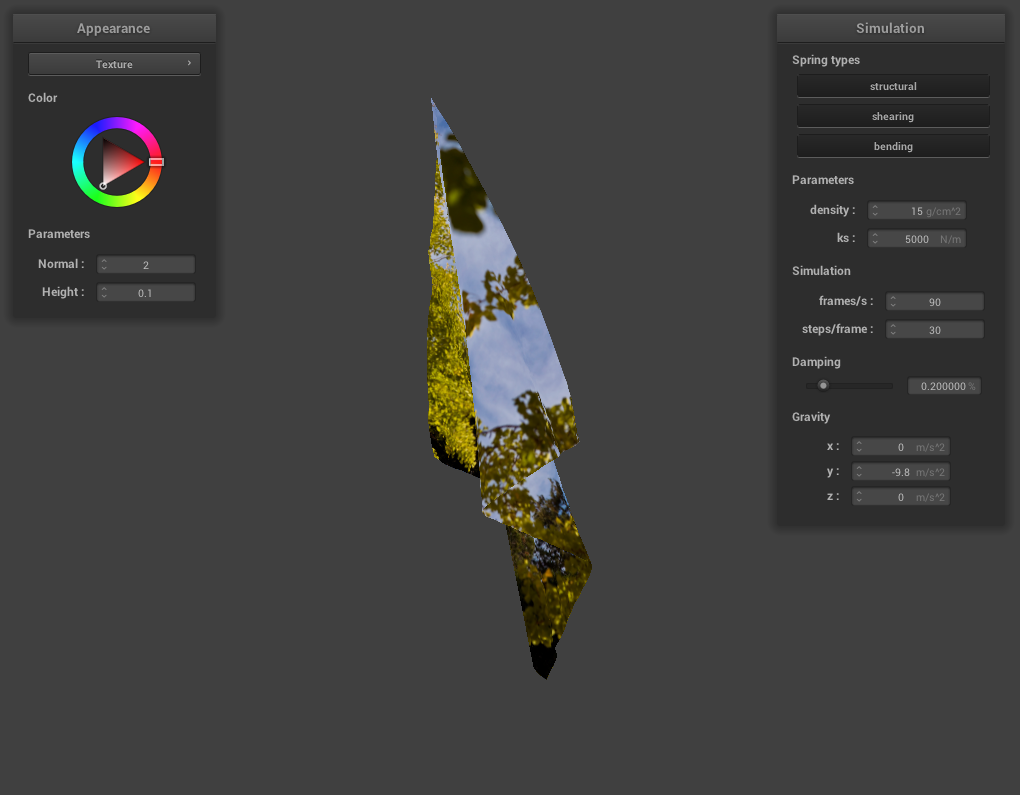 Appearance
Texture ›
Color
Parameters
Normal : 2
Height : 0.1
Simulation
Spring types
structural
shearing
bending
Parameters
density : 15 g/cm^2
ks : 5000 N/m
Simulation
frames/s : 90
steps/frame : 30
Damping
0.200000 %
Gravity
x : 0 m/s^2
y : -9.8 m/s^2
z : 0 m/s^2